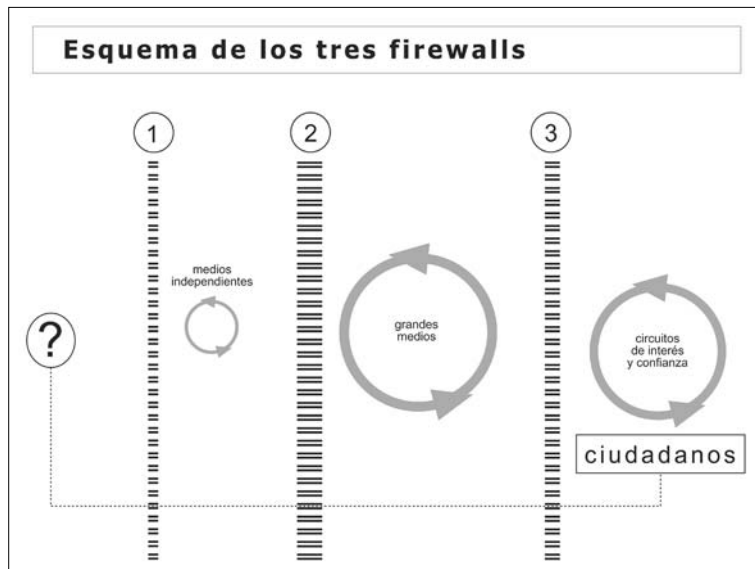 Esquema de los tres firewalls
1
2
3
medios
independientes
?
grandes
medios
circuitos
de interés
y confianza
ciudadanos